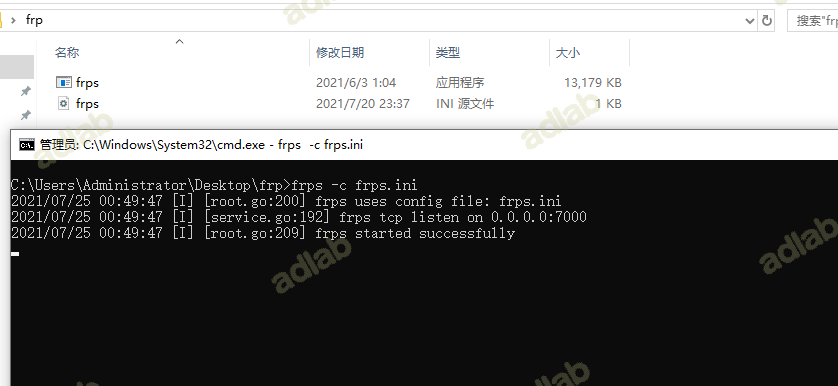 frp
搜索"fr
名称 修改日期 类型 大小
frps 2021/6/3 1:04 应用程序 13,179 KB
frps 2021/7/20 23:37 INI 源文件 1 KB
管理员: C:\Windows\System32\cmd.exe - frps  -c frps.ini
C:\Users\Administrator\Desktop\frp>frps -c frps.ini
2021/07/25 00:49:47 [I] [root.go:200] frps uses config file: frps.ini
2021/07/25 00:49:47 [I] [service.go:192] frps tcp listen on 0.0.0.0:7000
2021/07/25 00:49:47 [I] [root.go:209] frps started successfully
adlab
adlab
adlab
adlab
adlab
adlab